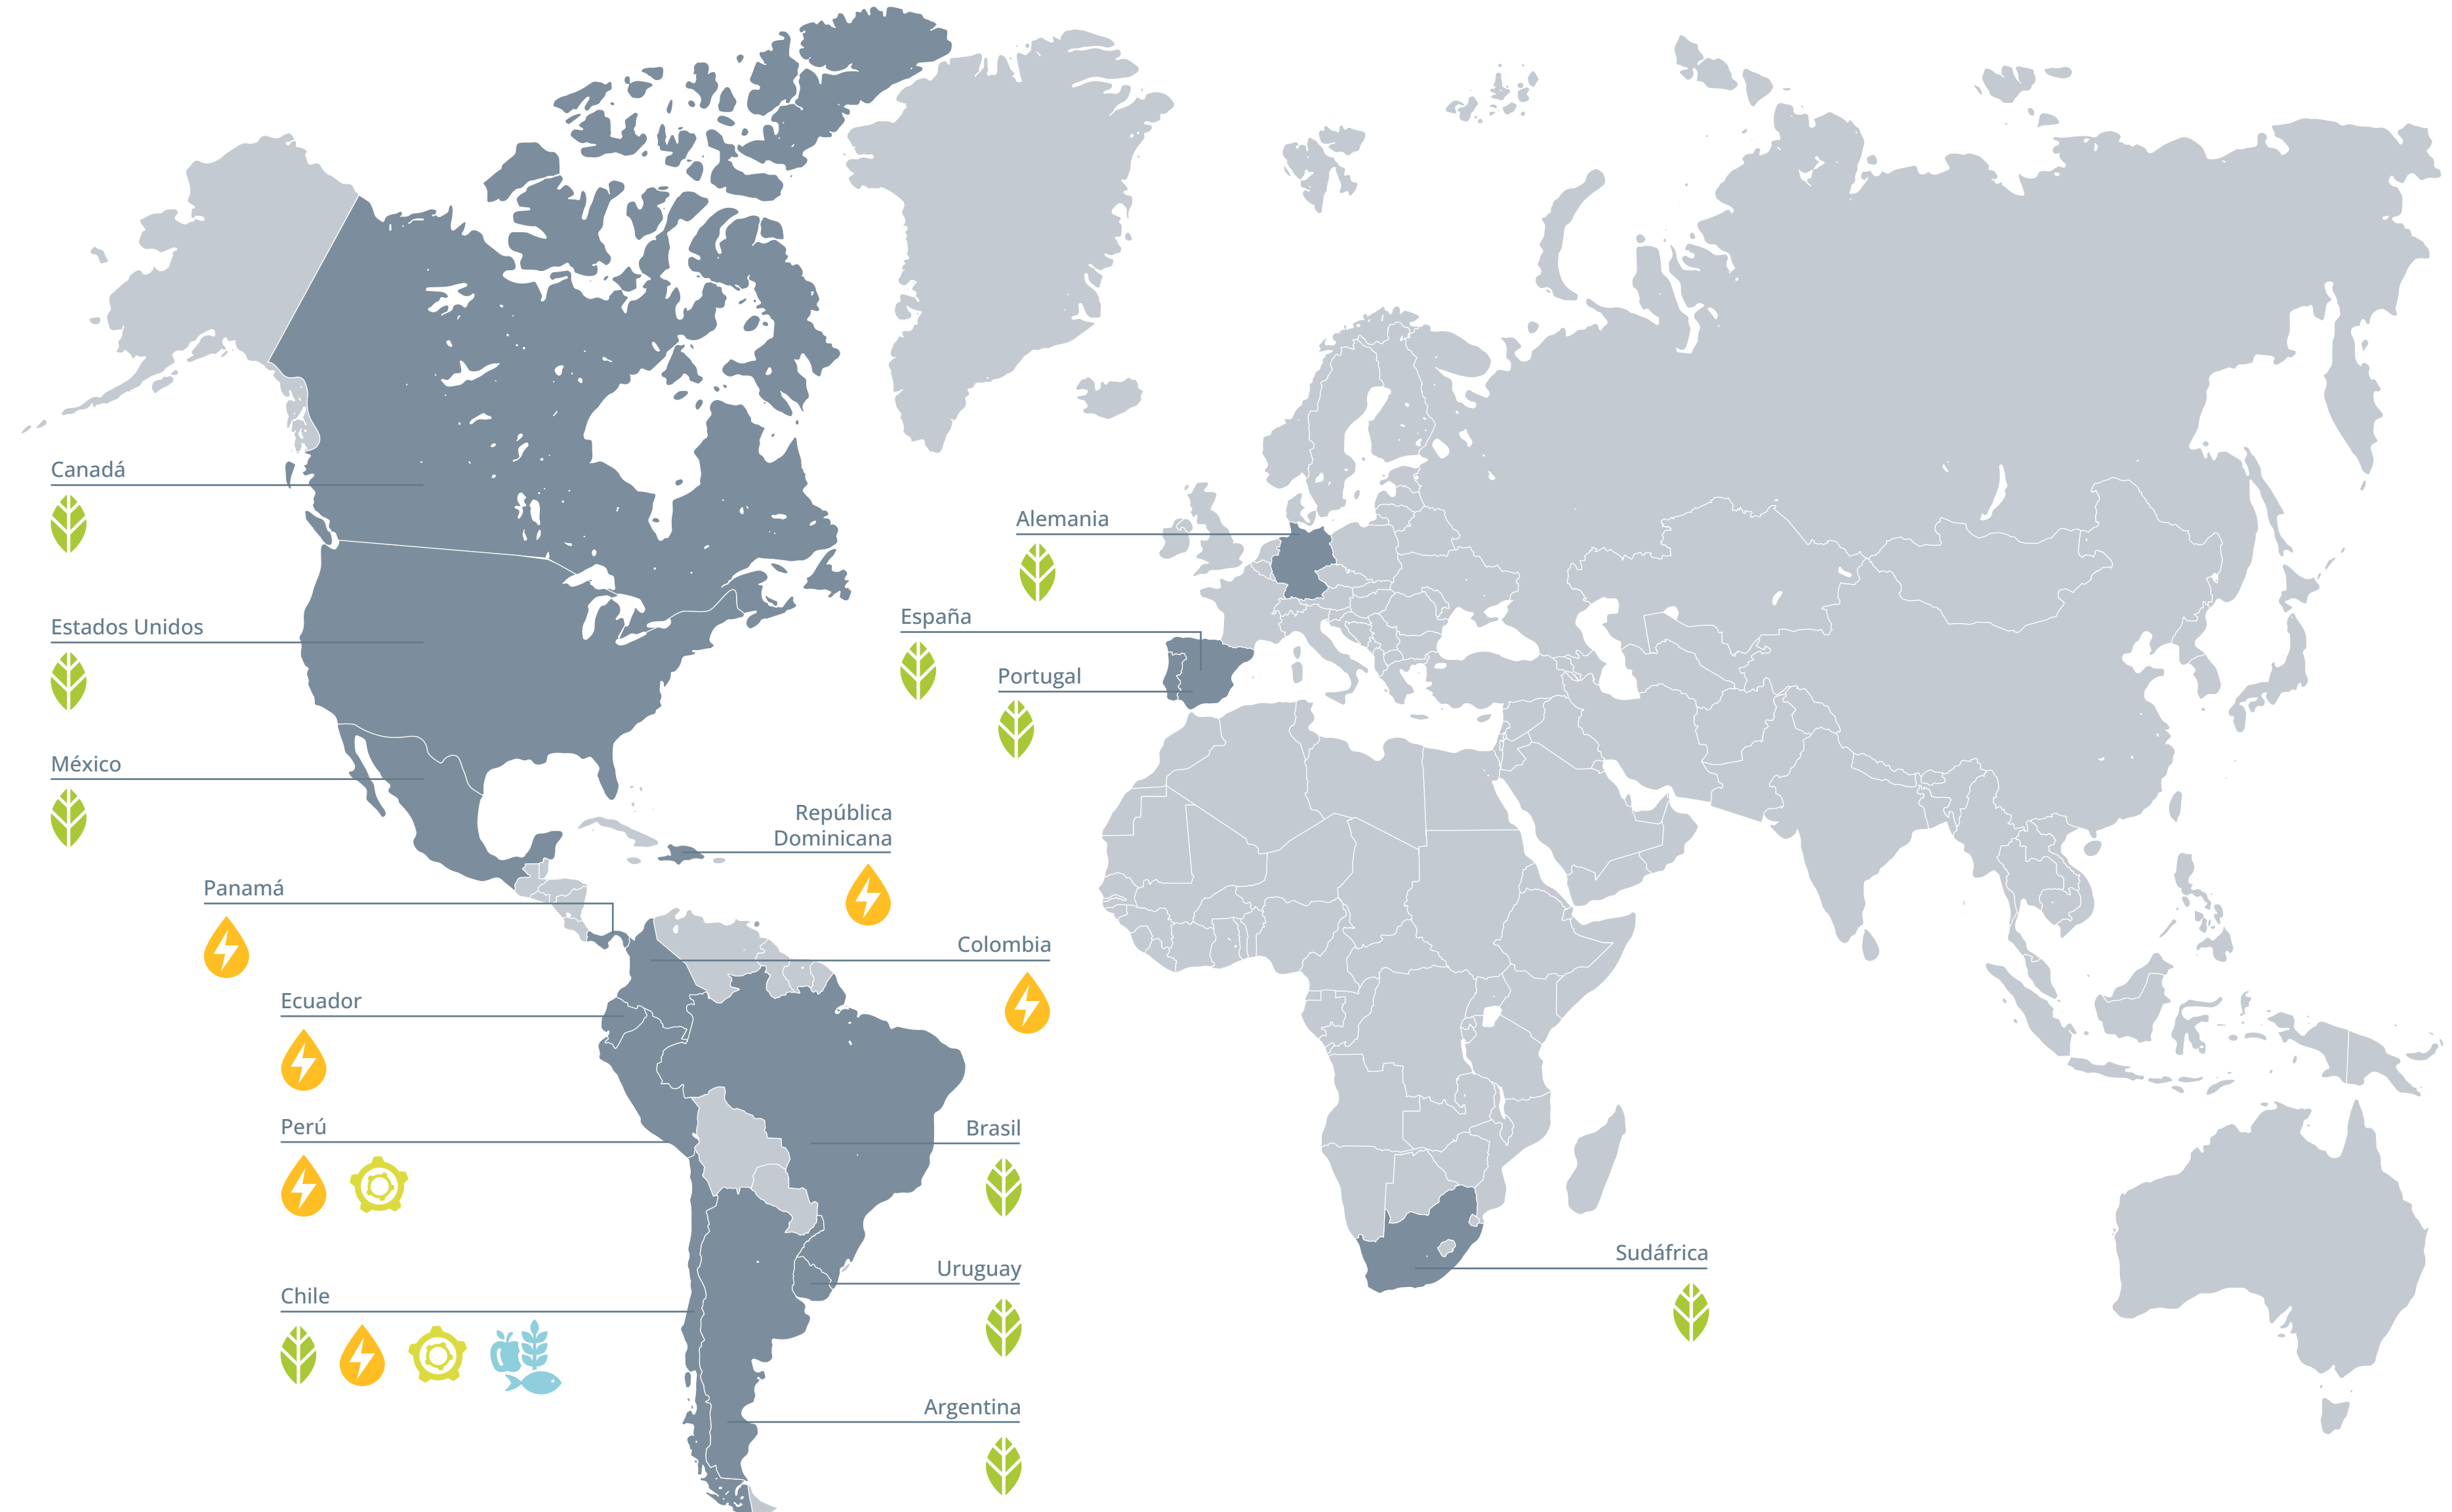 Canadá
Estados Unidos
México
Panamá
República
Dominicana
Colombia
Ecuador
Perú
Brasil
Uruguay
Chile
Argentina
Alemania
España
Portugal
Sudáfrica